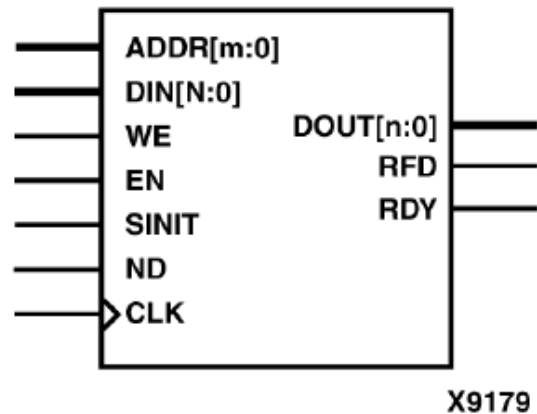 ADDR[m:0]
DIN[N:0]
WE
EN
SINIT
ND
CLK
DOUT[n:0]
RFD
RDY
X9179